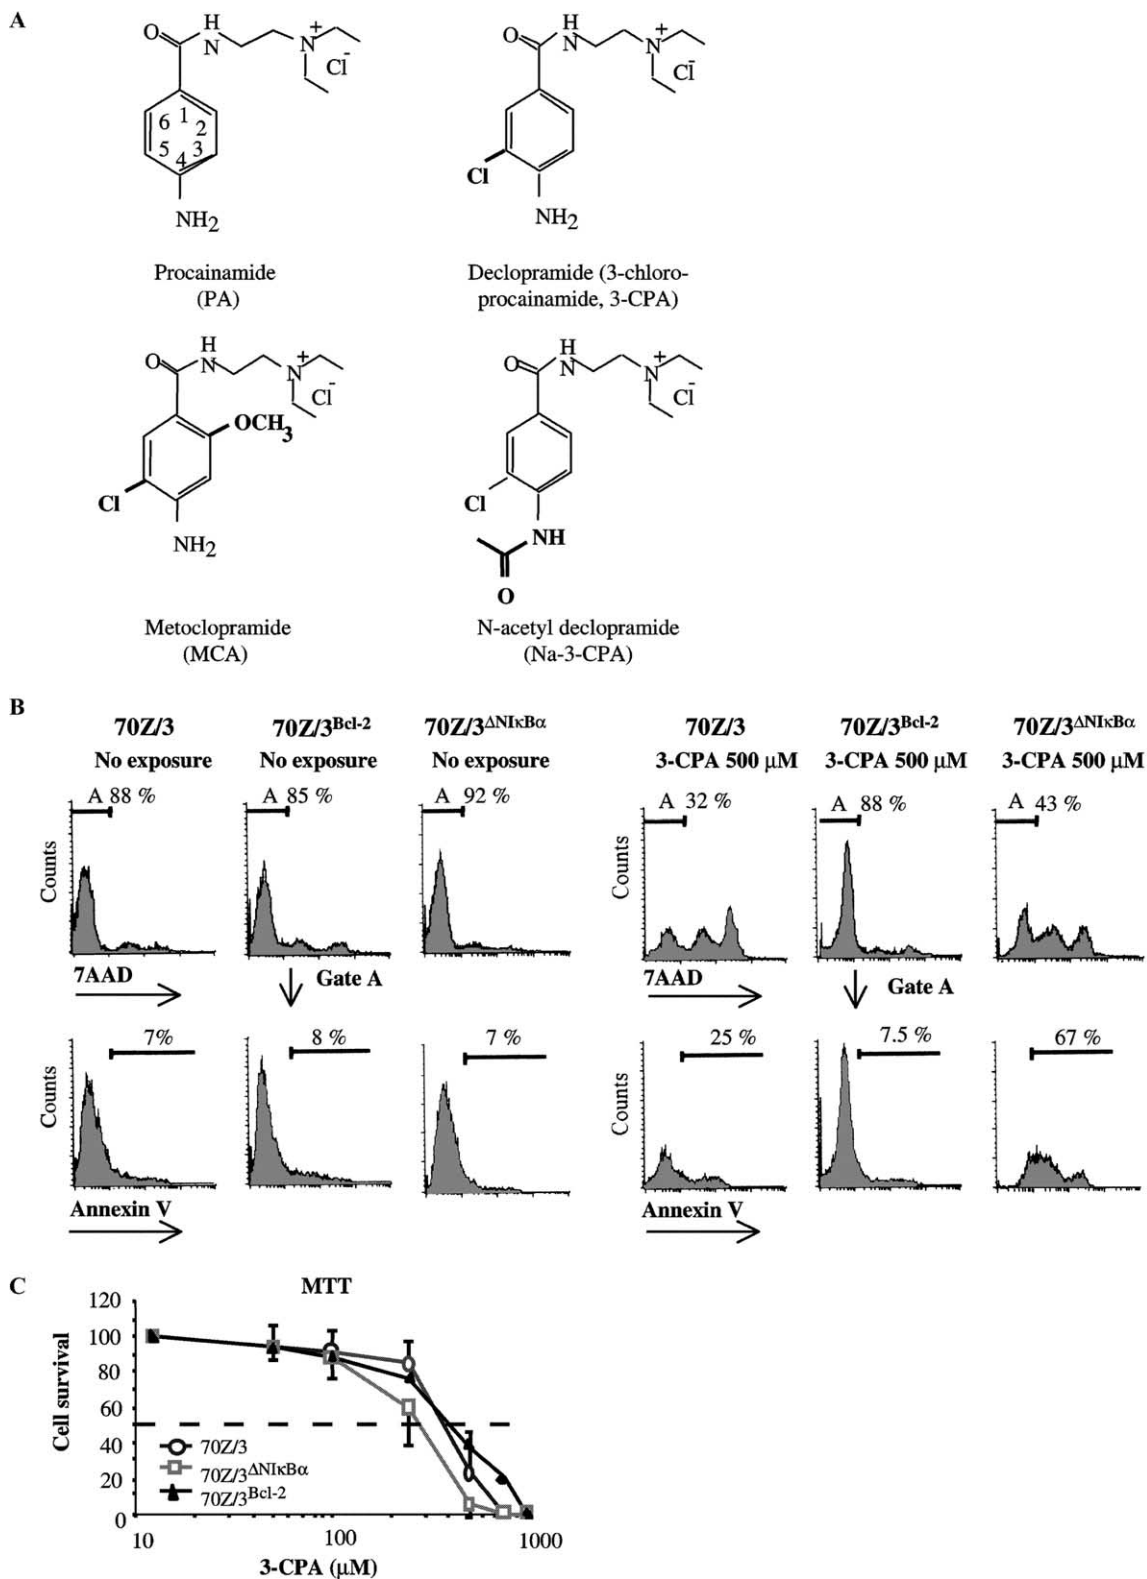 A
O
H
N
N
+
Cl-
6 1 2
5 4 3
NH2
Procainamide
(PA)
O
H
N
N
+
Cl-
Cl
NH2
Declopramide (3-chloro-
procainamide, 3-CPA)
O
H
N
N
+
Cl-
OCH3
Cl
NH2
Metoclopramide
(MCA)
O
H
N
N
+
Cl-
Cl
NH
O
N-acetyl declopramide
(Na-3-CPA)
B
70Z/3 70Z/3Bcl-2 70Z/3ΔNIκBα 70Z/3 70Z/3Bcl-2 70Z/3ΔNIκBα
No exposure No exposure No exposure 3-CPA 500 μM 3-CPA 500 μM 3-CPA 500 μM
A 88 % A 85 % A 92 % A 32 % A 88 % A 43 %
Counts Counts
7AAD Gate A 7AAD Gate A
7% 8 % 7 % 25 % 7.5 % 67 %
Counts Counts
Annexin V Annexin V
C
MTT
Cell survival
120
100
80
60
40
20
0
70Z/3
70Z/3ΔNIκBα
70Z/3Bcl-2
10 100 1000
3-CPA (μM)